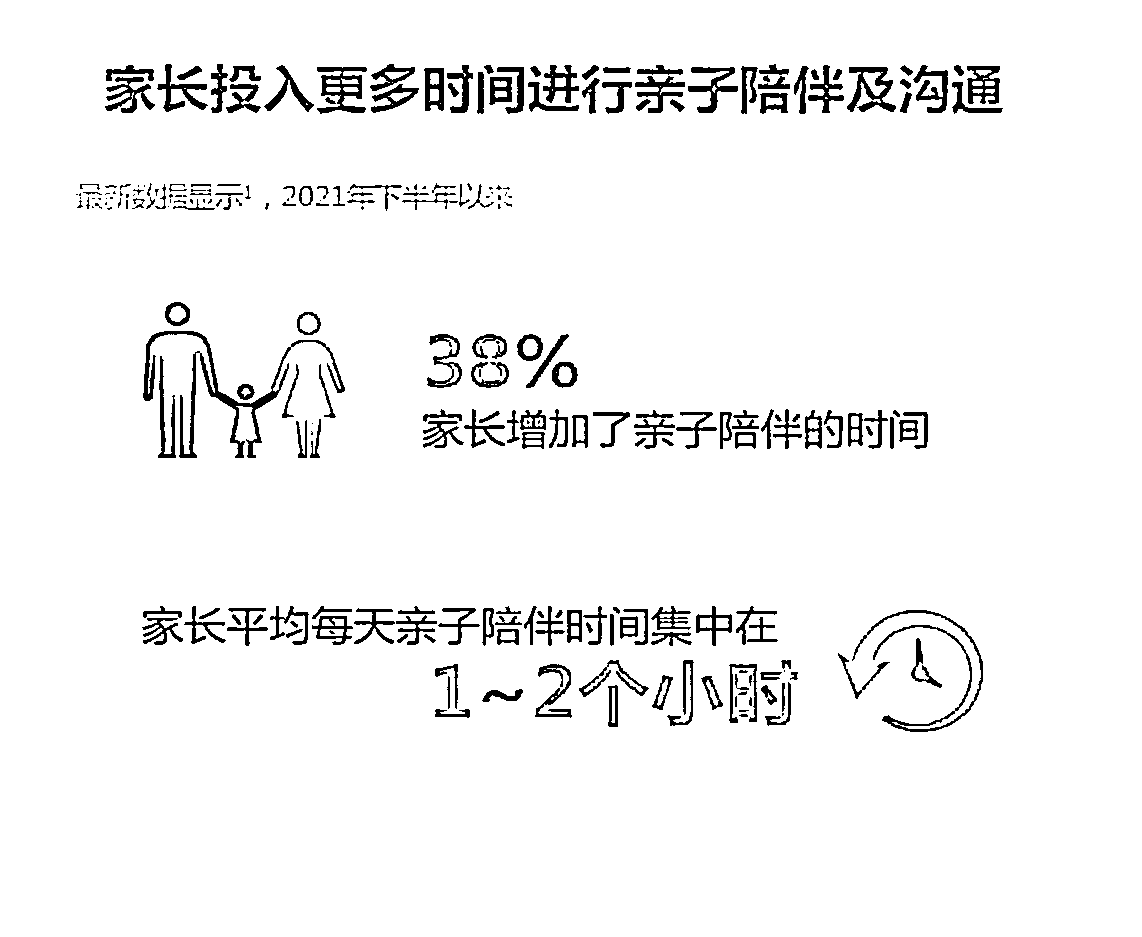 家长投入更多时间进行亲子陪伴及沟通
最新数据显示¹，2021年下半年以来
38%
家长增加了亲子陪伴的时间
家长平均每天亲子陪伴时间集中在
1~2个小时